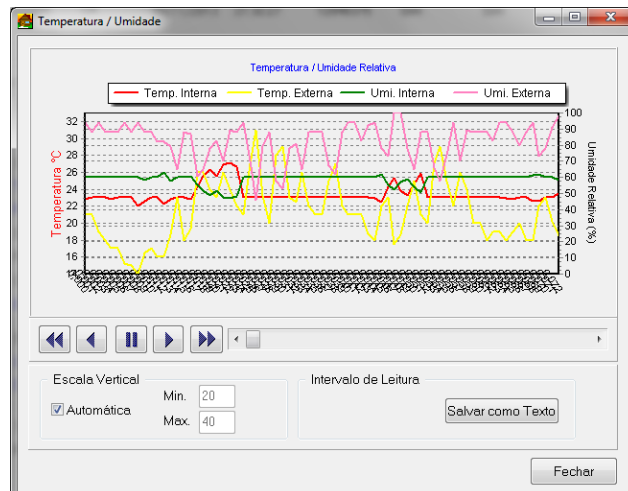 Temperatura / Umidade
Temperatura / Umidade Relativa
Temp. Interna Temp. Externa Umi. Interna Umi. Externa
Temperatura ºC
32
30
28
26
24
22
20
18
16
100
90
80
70
60
50
40
30
20
10
0
Umidade Relativa (%)
Escala Vertical
Automática
Min. 20
Max. 40
Intervalo de Leitura
Salvar como Texto
Fechar